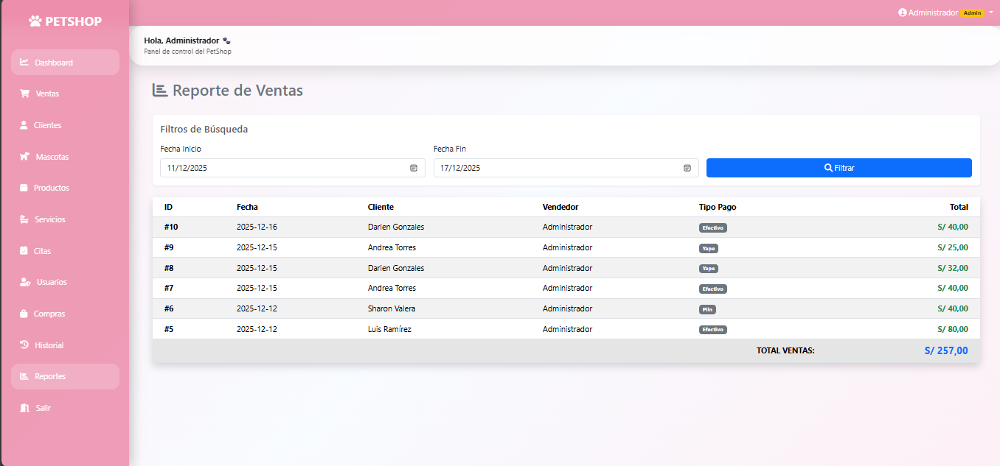 PETSHOP
Administrador Admin
Hola, Administrador
Panel de control del PetShop
Dashboard
Ventas
Clientes
Mascotas
Productos
Servicios
Citas
Usuarios
Compras
Historial
Reportes
Salir
Reporte de Ventas
Filtros de Búsqueda
Fecha Inicio Fecha Fin
11/12/2025 17/12/2025 Filtrar
ID Fecha Cliente Vendedor Tipo Pago Total
#10 2025-12-16 Darien Gonzales Administrador Efectivo S/ 40,00
#9 2025-12-15 Andrea Torres Administrador Yape S/ 25,00
#8 2025-12-15 Darien Gonzales Administrador Yape S/ 32,00
#7 2025-12-15 Andrea Torres Administrador Efectivo S/ 40,00
#6 2025-12-12 Sharon Valera Administrador Plin S/ 40,00
#5 2025-12-12 Luis Ramírez Administrador Efectivo S/ 80,00
TOTAL VENTAS: S/ 257,00